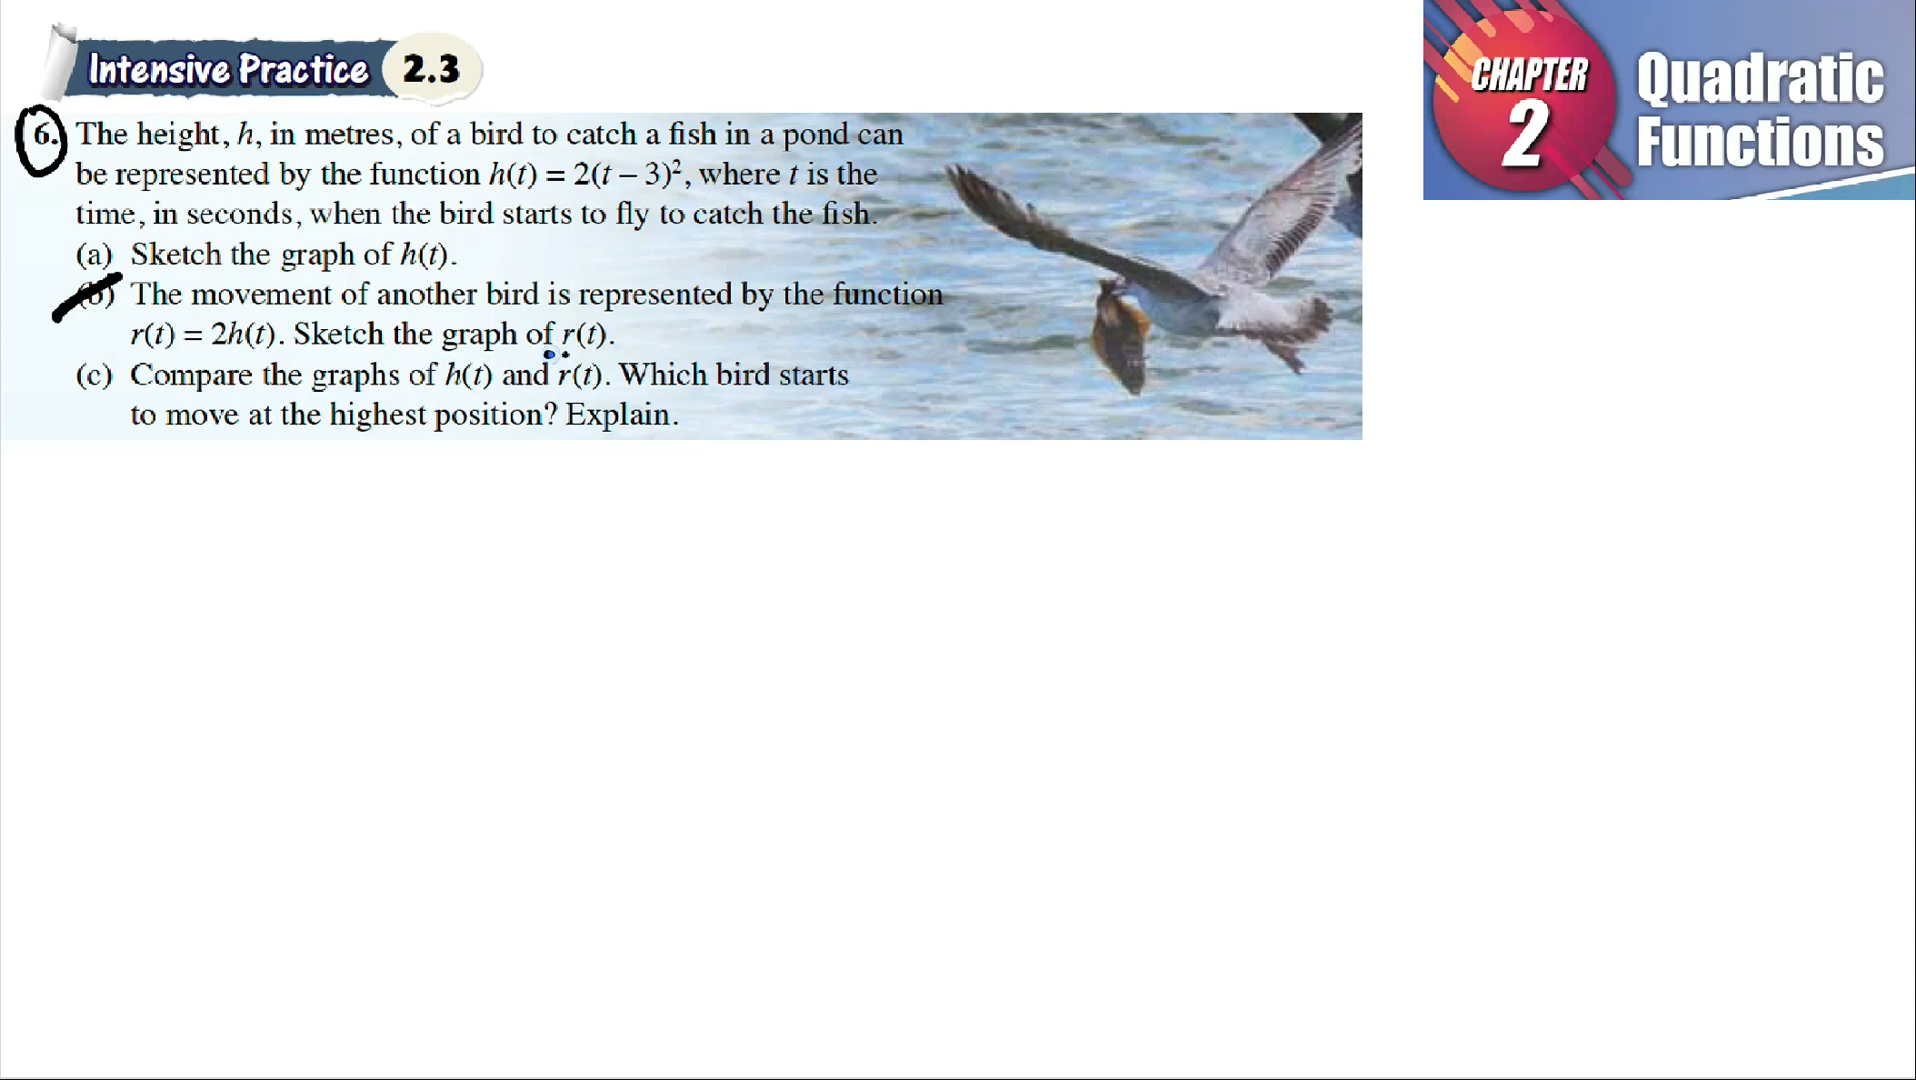 Intensive Practice 2.3
CHAPTER
2
Quadratic
Functions
6. The height, h, in metres, of a bird to catch a fish in a pond can
be represented by the function h(t) = 2(t – 3)², where t is the
time, in seconds, when the bird starts to fly to catch the fish.
(a) Sketch the graph of h(t).
(b) The movement of another bird is represented by the function
r(t) = 2h(t). Sketch the graph of r(t).
(c) Compare the graphs of h(t) and r(t). Which bird starts
to move at the highest position? Explain.